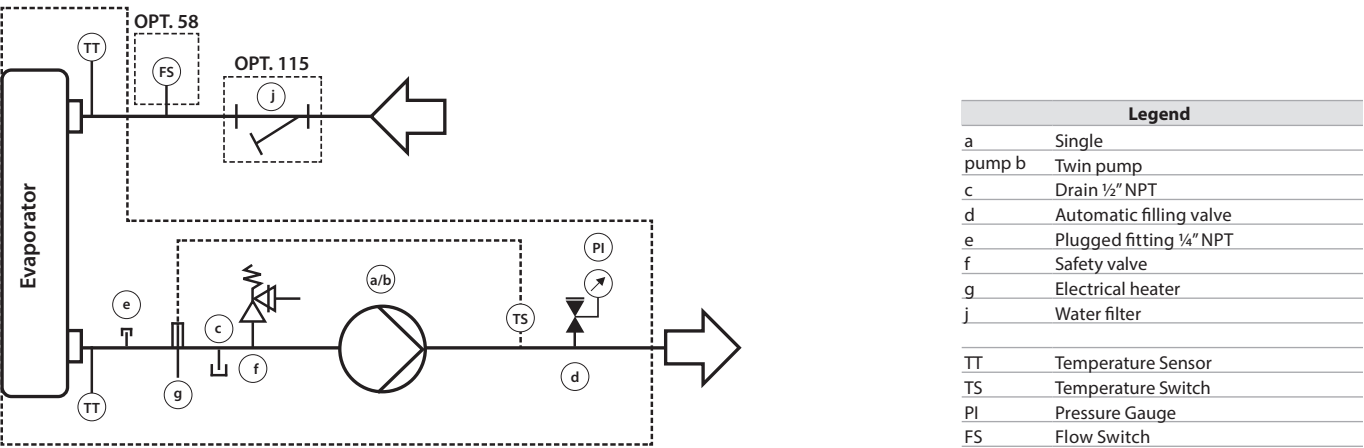 OPT. 58
TT
FS
OPT. 115
j
Evaporator
PI
a/b
e
c
TS
f
d
g
TT
Legend
a Single
pump b Twin pump
c Drain ½” NPT
d Automatic filling valve
e Plugged fitting ¼” NPT
f Safety valve
g Electrical heater
j Water filter
TT Temperature Sensor
TS Temperature Switch
PI Pressure Gauge
FS Flow Switch